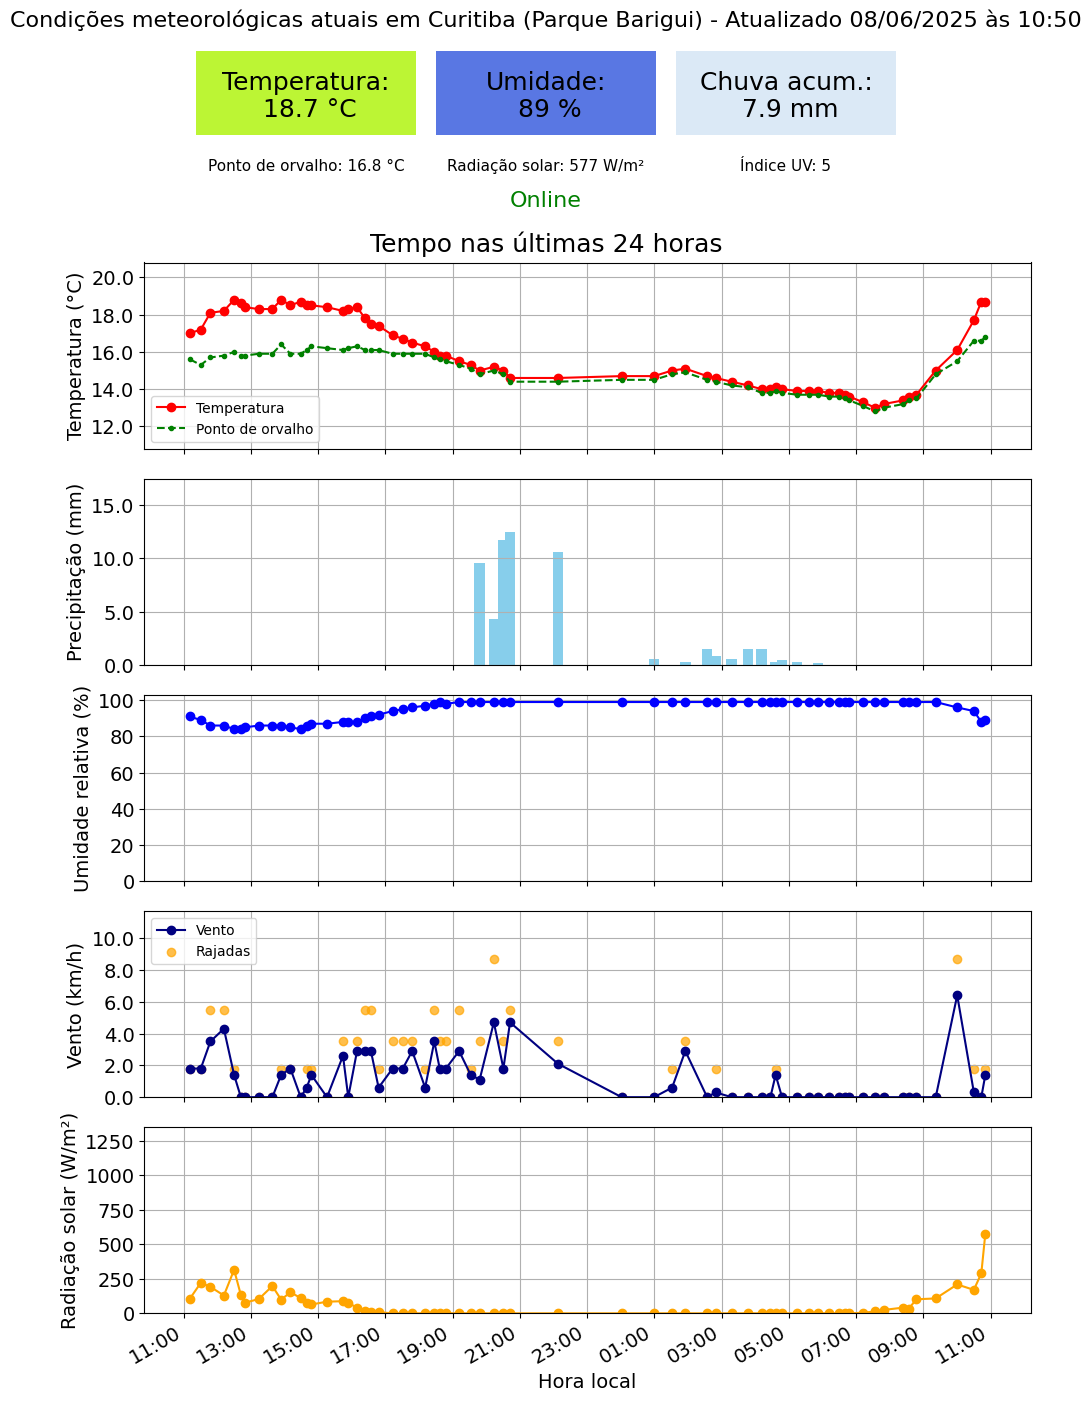 Condições meteorológicas atuais em Curitiba (Parque Barigui) - Atualizado 08/06/2025 às 10:50
Temperatura:
18.7 °C
Umidade:
89 %
Chuva acum.:
7.9 mm
Ponto de orvalho: 16.8 °C
Radiação solar: 577 W/m²
Índice UV: 5
Online
Tempo nas últimas 24 horas
Temperatura (°C)
20.0
18.0
16.0
14.0
12.0
Temperatura
Ponto de orvalho
Precipitação (mm)
15.0
10.0
5.0
0.0
Umidade relativa (%)
100
80
60
40
20
0
Vento (km/h)
10.0
8.0
6.0
4.0
2.0
0.0
Vento
Rajadas
Radiação solar (W/m²)
1250
1000
750
500
250
0
11:00
13:00
15:00
17:00
19:00
21:00
23:00
01:00
03:00
05:00
07:00
09:00
11:00
Hora local